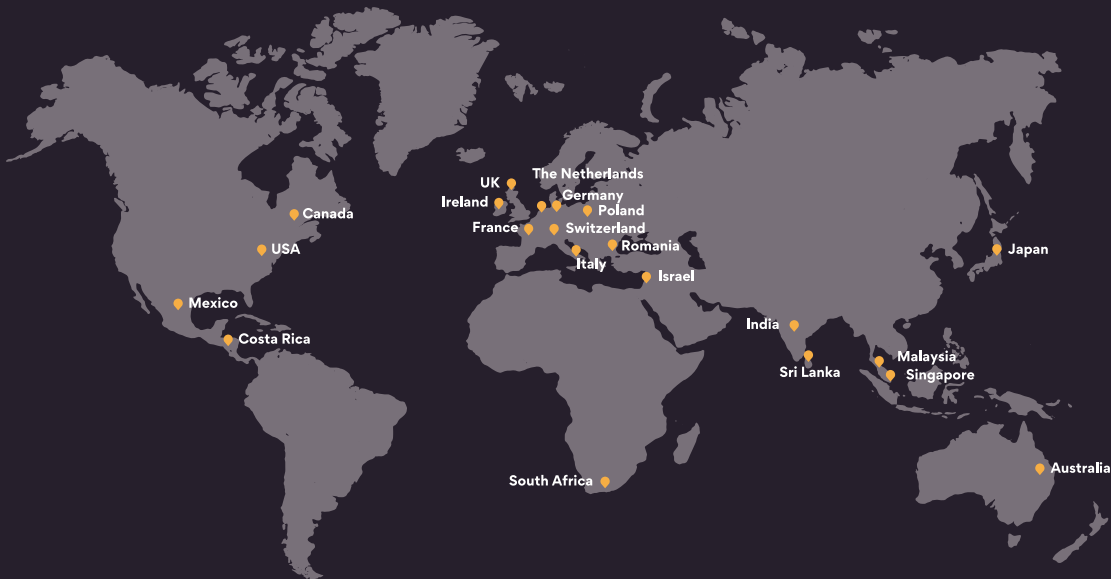 The Netherlands
UK
Germany
Ireland
Poland
Canada
France
Switzerland
Romania
USA
Japan
Italy
Israel
Mexico
India
Costa Rica
Malaysia
Sri Lanka
Singapore
Australia
South Africa